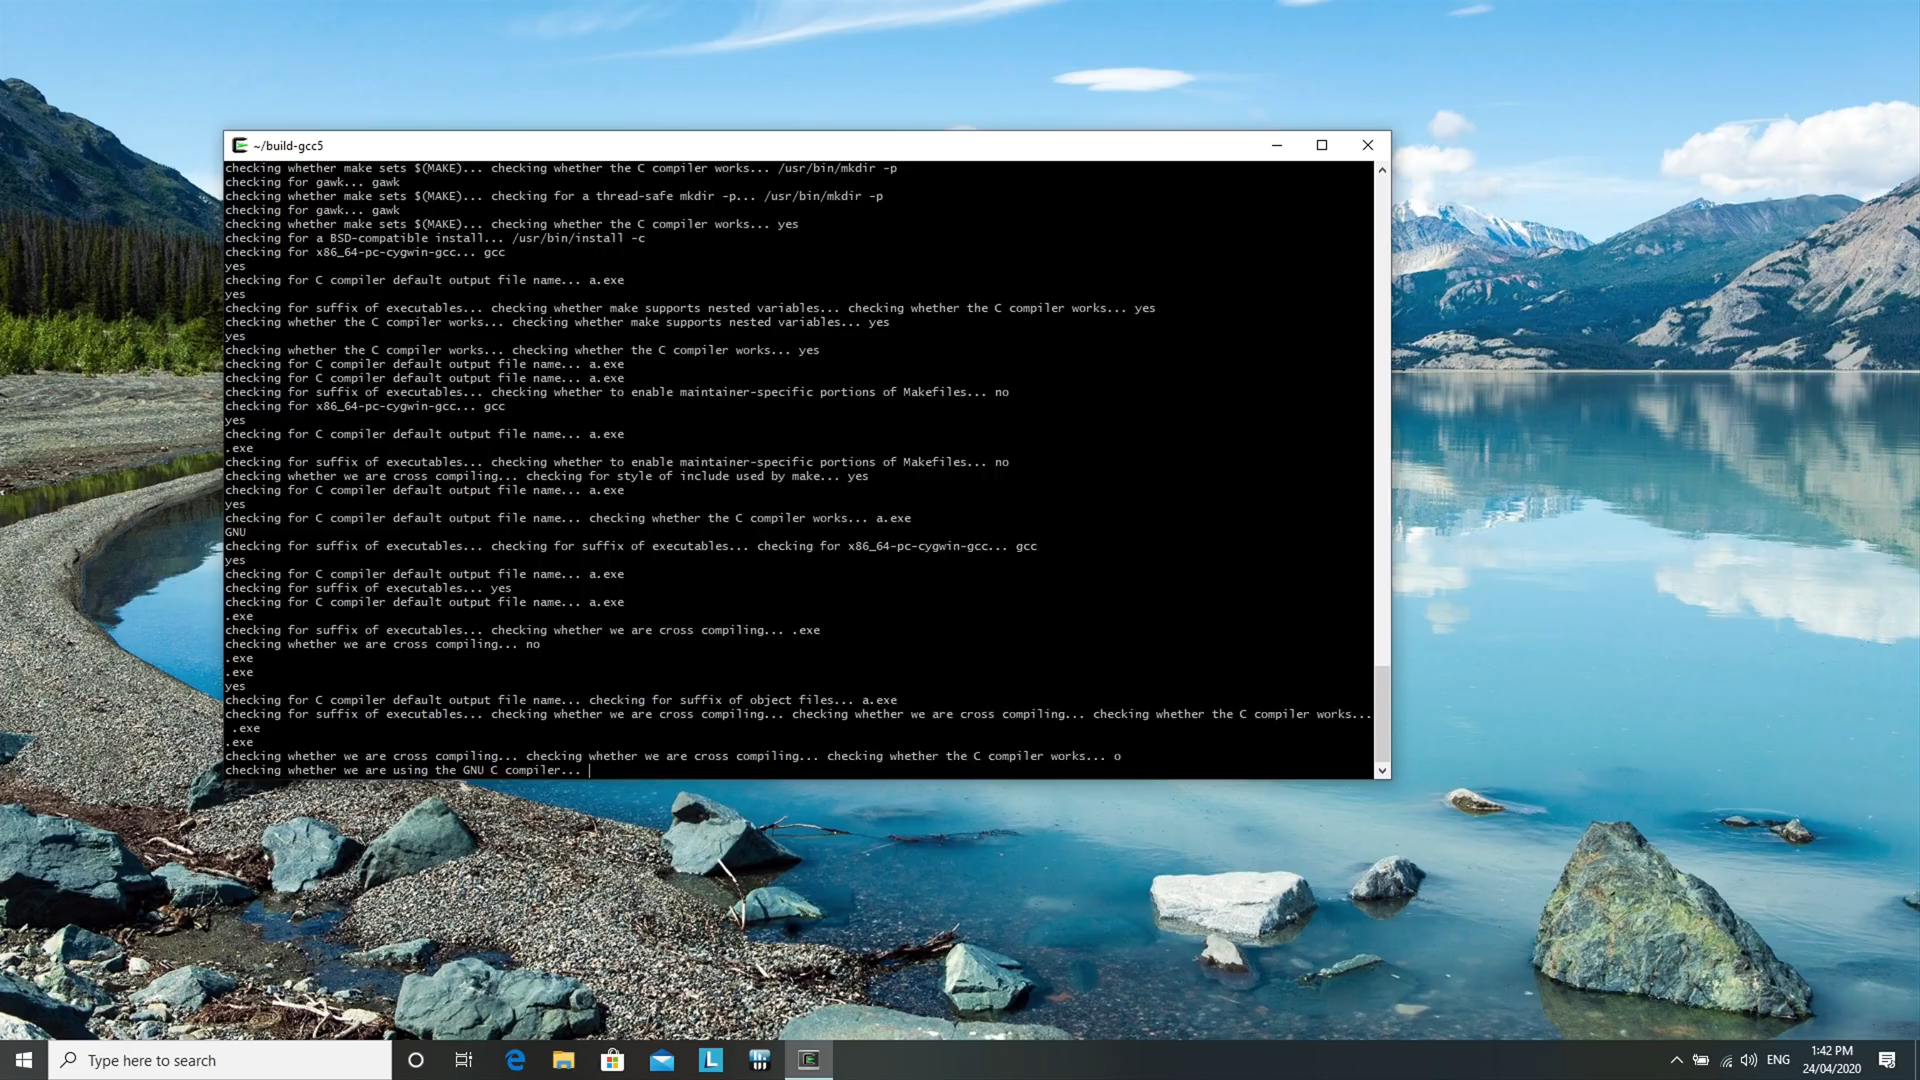 ~/build-gcc5
checking whether make sets $(MAKE)... checking whether the C compiler works... /usr/bin/mkdir -p
checking for gawk... gawk
checking whether make sets $(MAKE)... checking for a thread-safe mkdir -p... /usr/bin/mkdir -p
checking for gawk... gawk
checking whether make sets $(MAKE)... checking whether the C compiler works... yes
checking for a BSD-compatible install... /usr/bin/install -c
checking for x86_64-pc-cygwin-gcc... gcc
yes
checking for C compiler default output file name... a.exe
yes
checking for suffix of executables... checking whether make supports nested variables... checking whether the C compiler works... yes
checking whether the C compiler works... checking whether make supports nested variables... yes
yes
checking whether the C compiler works... checking whether the C compiler works... yes
checking for C compiler default output file name... a.exe
checking for C compiler default output file name... a.exe
checking for suffix of executables... checking whether to enable maintainer-specific portions of Makefiles... no
checking for x86_64-pc-cygwin-gcc... gcc
yes
checking for C compiler default output file name... a.exe
.exe
checking for suffix of executables... checking whether to enable maintainer-specific portions of Makefiles... no
checking whether we are cross compiling... checking for style of include used by make... yes
checking for C compiler default output file name... a.exe
yes
checking for C compiler default output file name... checking whether the C compiler works... a.exe
GNU
checking for suffix of executables... checking for suffix of executables... checking for x86_64-pc-cygwin-gcc... gcc
yes
checking for C compiler default output file name... a.exe
checking for suffix of executables... yes
checking for C compiler default output file name... a.exe
.exe
checking for suffix of executables... checking whether we are cross compiling... .exe
checking whether we are cross compiling... no
.exe
.exe
yes
checking for C compiler default output file name... checking for suffix of object files... a.exe
checking for suffix of executables... checking whether we are cross compiling... checking whether we are cross compiling... checking whether the C compiler works...
.exe
.exe
checking whether we are cross compiling... checking whether we are cross compiling... checking whether the C compiler works... o
checking whether we are using the GNU C compiler...
Type here to search
L
ENG
1:42 PM
24/04/2020